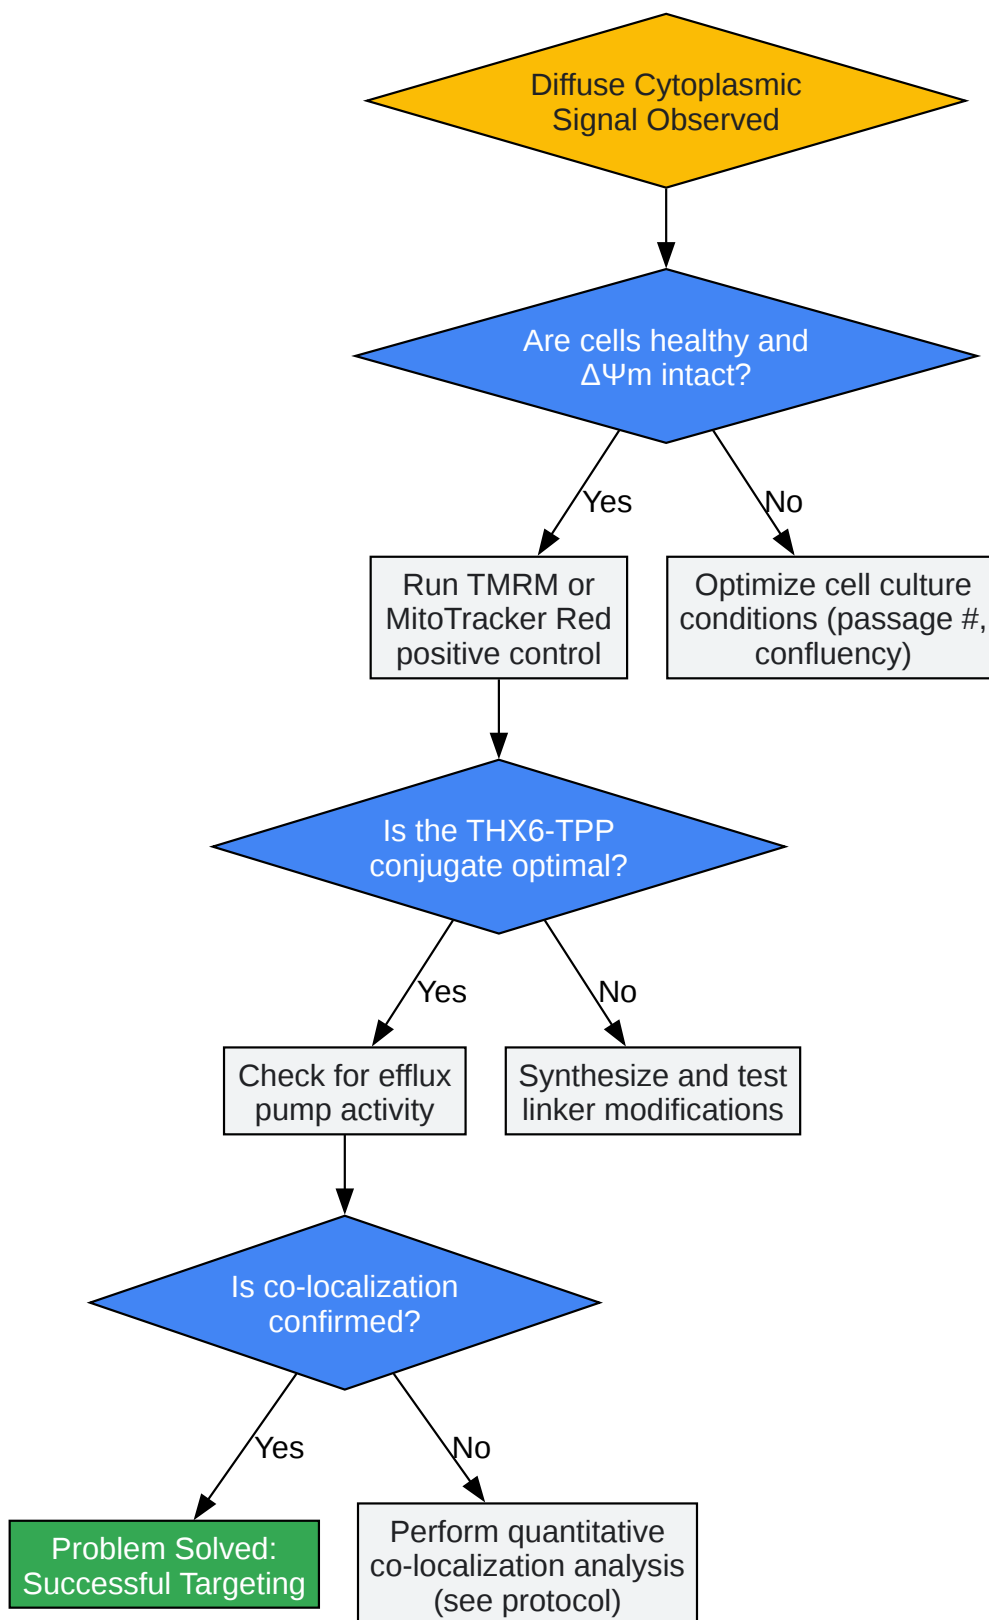 Diffuse Cytoplasmic
Signal Observed
Are cells healthy and
ΔΨm intact?
Yes
No
Run TMRM or
MitoTracker Red
positive control
Optimize cell culture
conditions (passage #,
confluency)
Is the THX6-TPP
conjugate optimal?
Yes
No
Check for efflux
pump activity
Synthesize and test
linker modifications
Is co-localization
confirmed?
Yes
No
Problem Solved:
Successful Targeting
Perform quantitative
co-localization analysis
(see protocol)